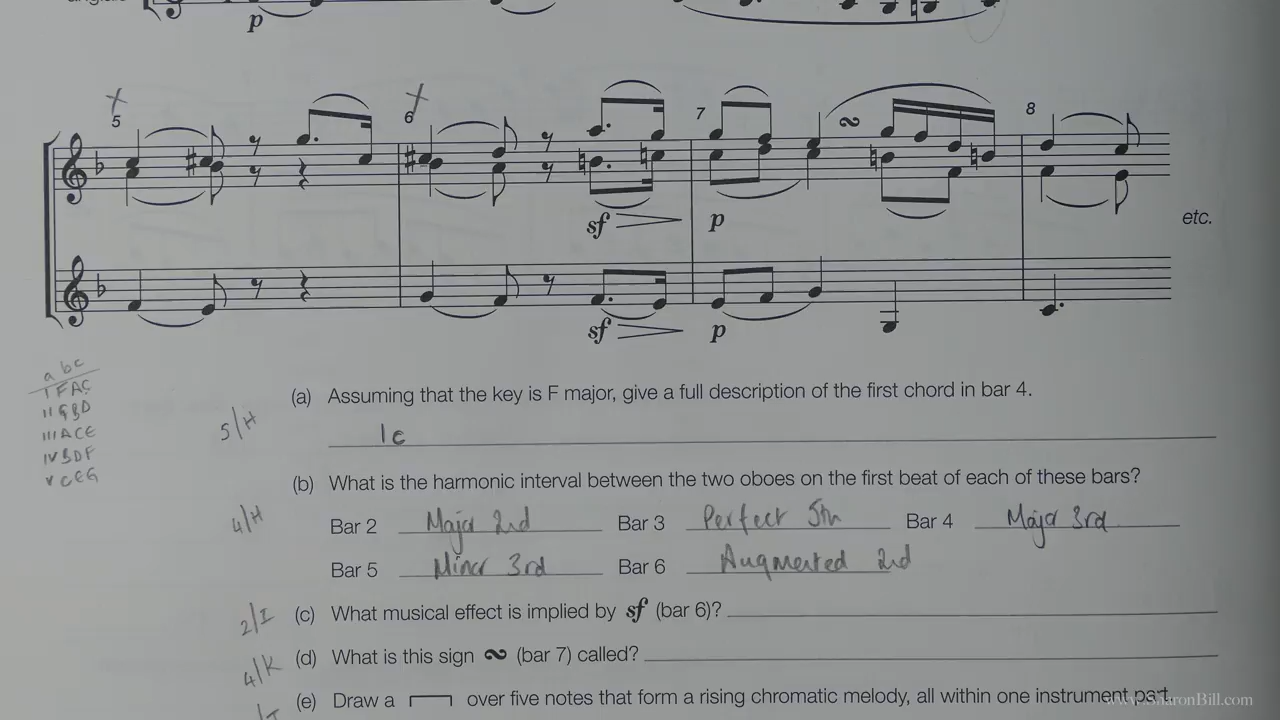 p
5
6
7
8
sf
p
etc.
sf
p
a b c
I F A C
II G B D
III A C E
IV B D F
V C E G
(a) Assuming that the key is F major, give a full description of the first chord in bar 4.
5/H
Ic
(b) What is the harmonic interval between the two oboes on the first beat of each of these bars?
4/H
Bar 2 Major 2nd Bar 3 Perfect 5th Bar 4 Major 3rd
Bar 5 Minor 3rd Bar 6 Augmented 2nd
2/I (c) What musical effect is implied by sf (bar 6)?
4/K (d) What is this sign (bar 7) called?
(e) Draw a over five notes that form a rising chromatic melody, all within one instrument part.
www.SharonBill.com